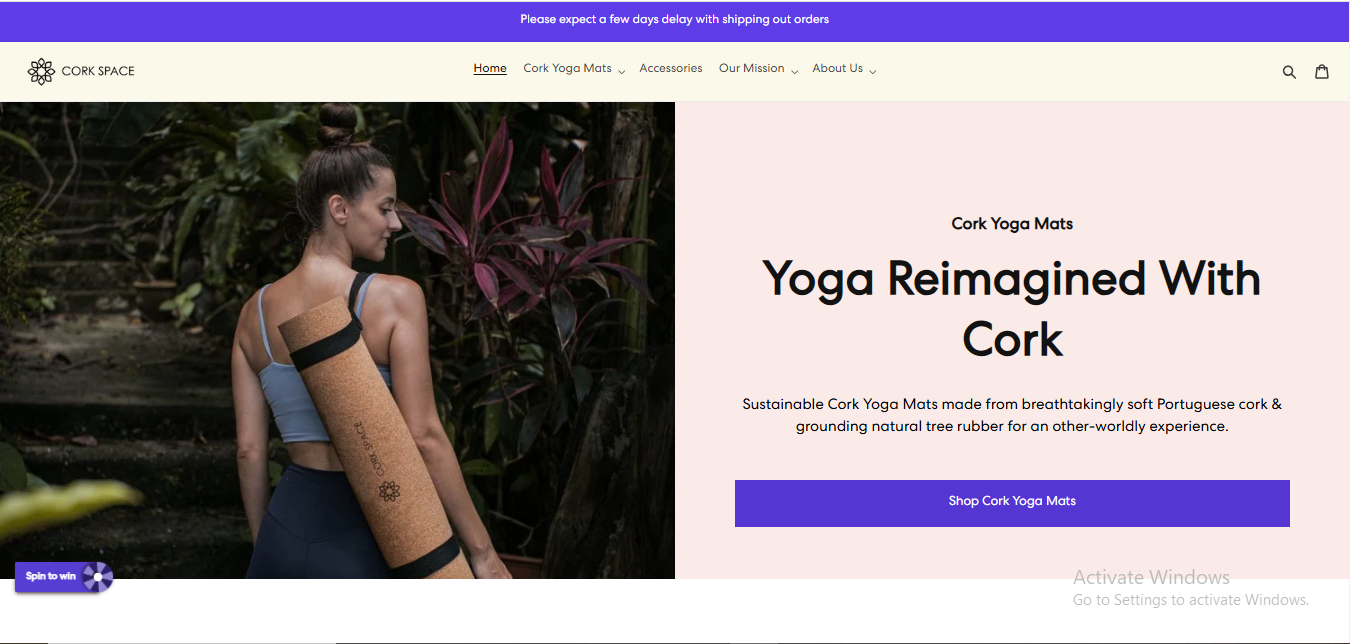 Please expect a few days delay with shipping out orders
CORK SPACE
Home Cork Yoga Mats Accessories Our Mission About Us
Cork Yoga Mats
Yoga Reimagined With
Cork
Sustainable Cork Yoga Mats made from breathtakingly soft Portuguese cork &
grounding natural tree rubber for an other-worldly experience.
Shop Cork Yoga Mats
CORK SPACE
Spin to win
Activate Windows
Go to Settings to activate Windows.